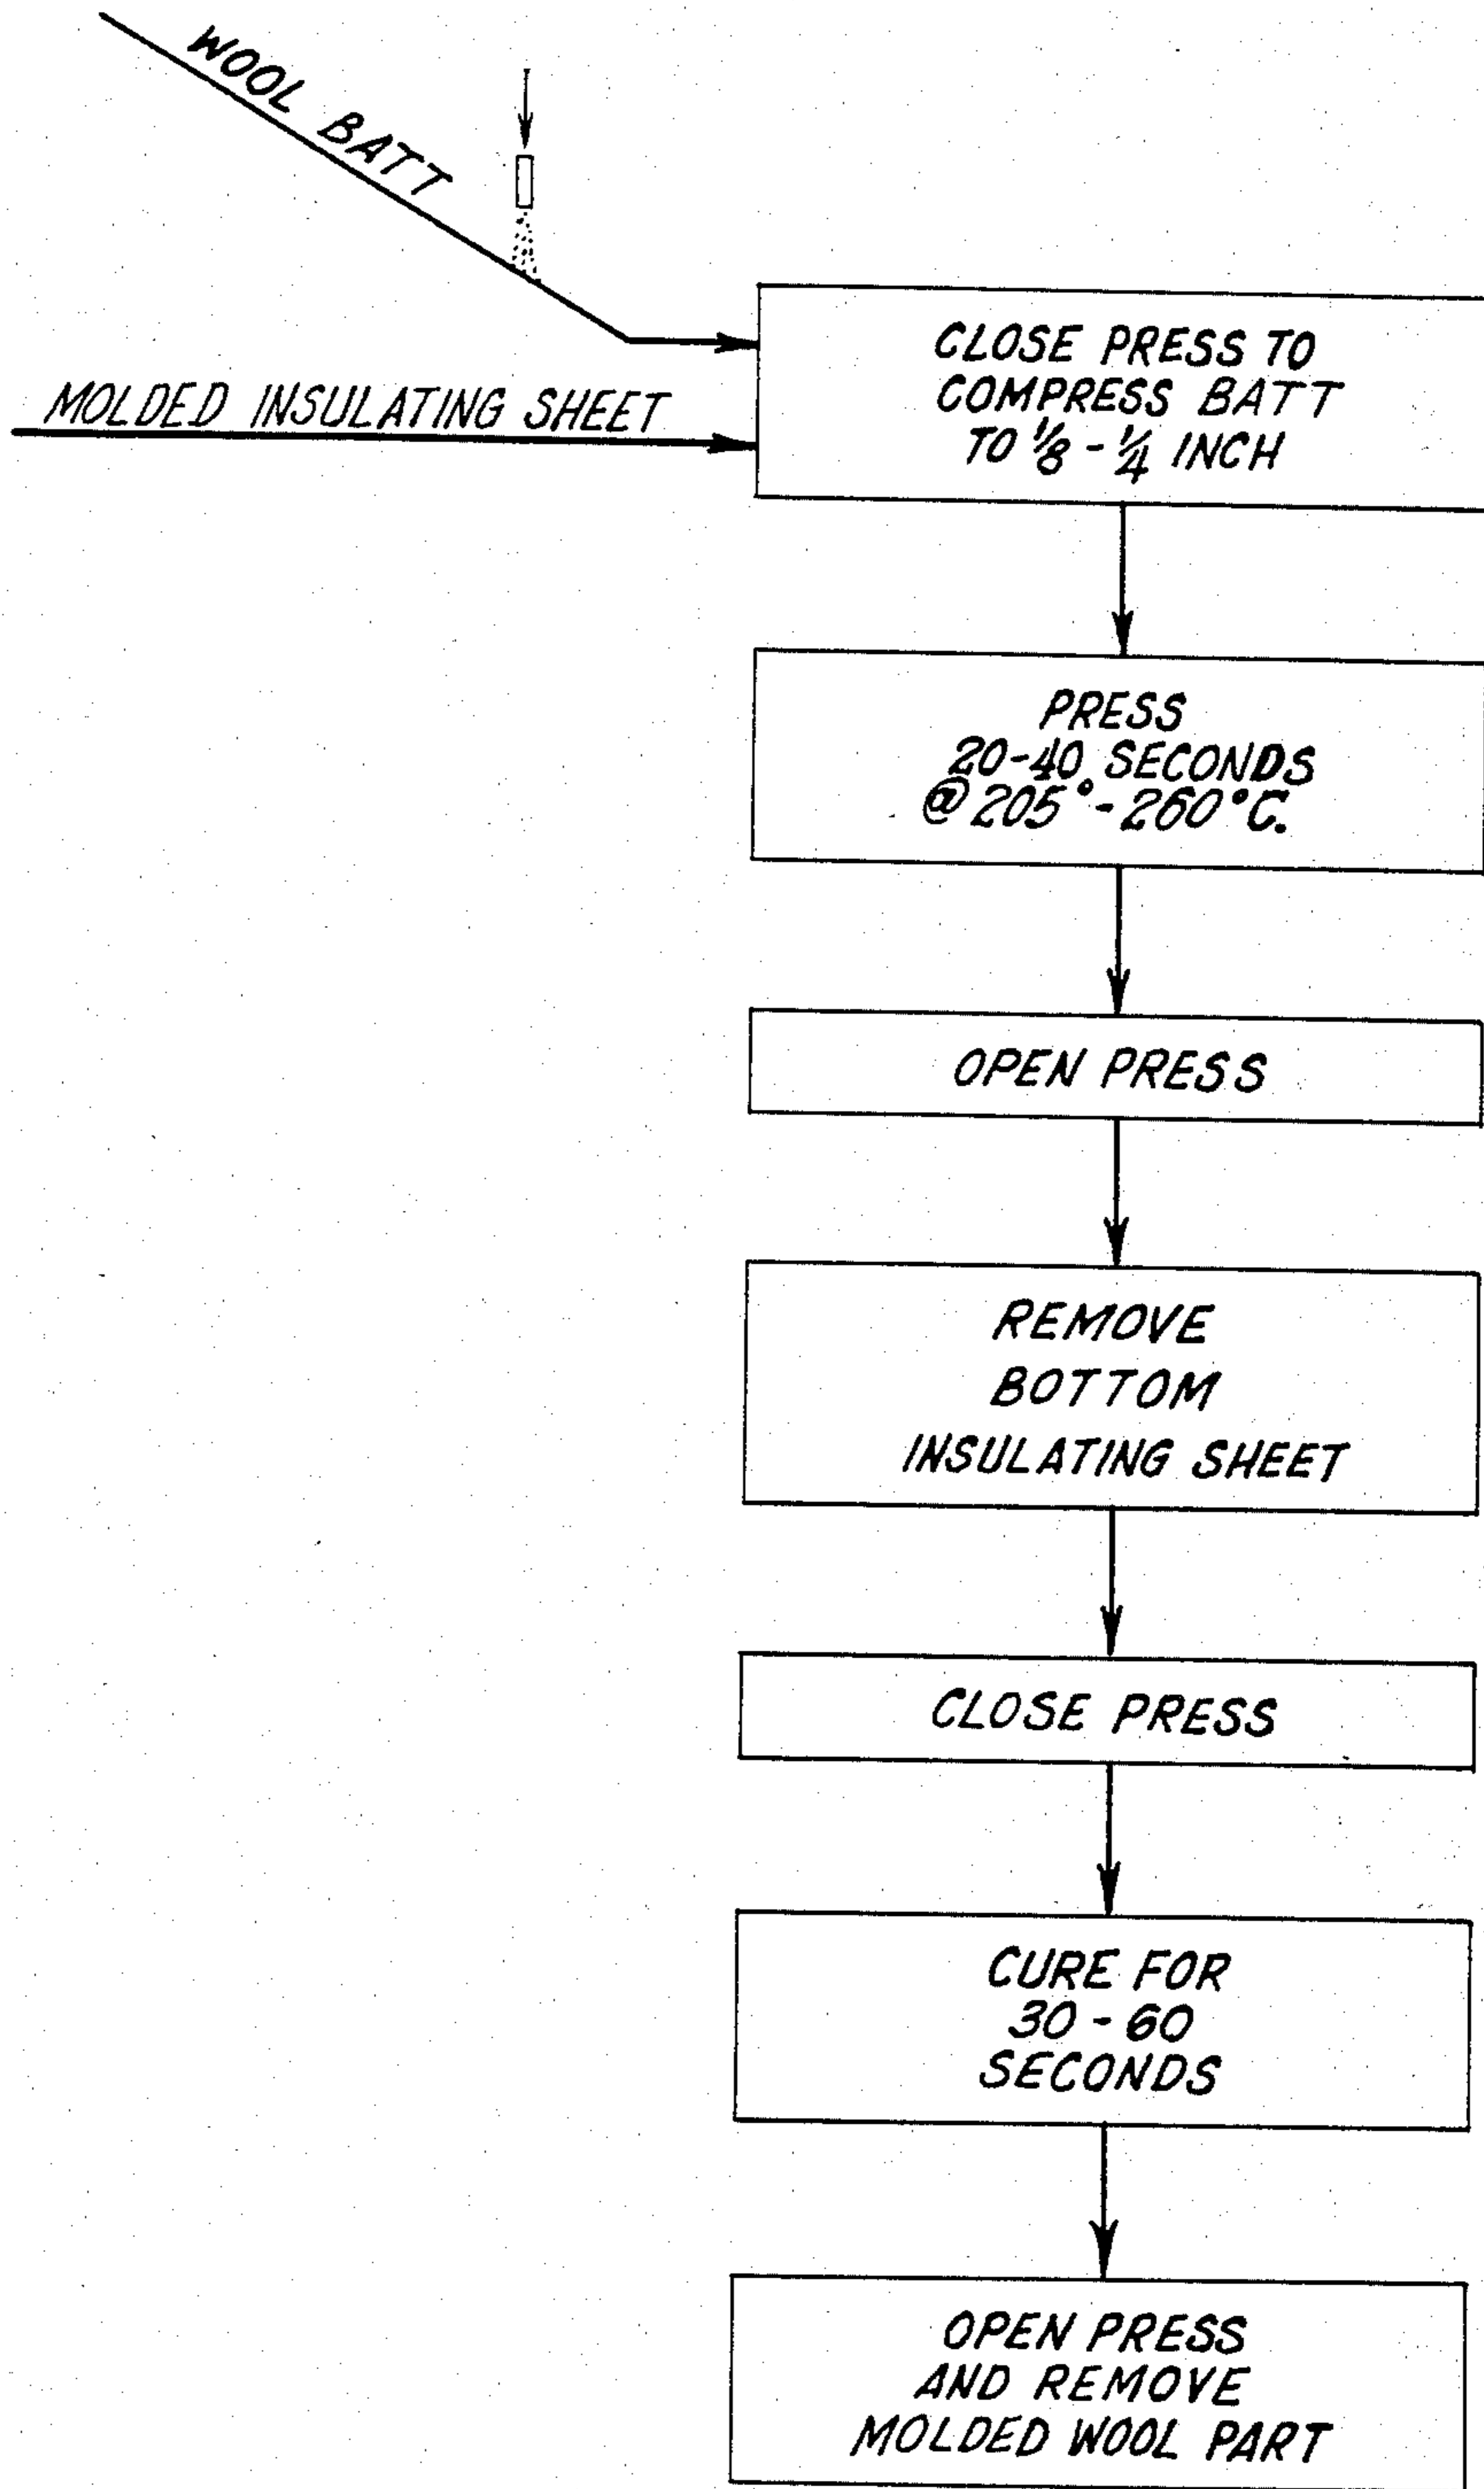 WOOL BATT
MOLDED INSULATING SHEET
CLOSE PRESS TO
COMPRESS BATT
TO 1/8 - 1/4 INCH
PRESS
20-40 SECONDS
@ 205° - 260°C.
OPEN PRESS
REMOVE
BOTTOM
INSULATING SHEET
CLOSE PRESS
CURE FOR
30 - 60
SECONDS
OPEN PRESS
AND REMOVE
MOLDED WOOL PART